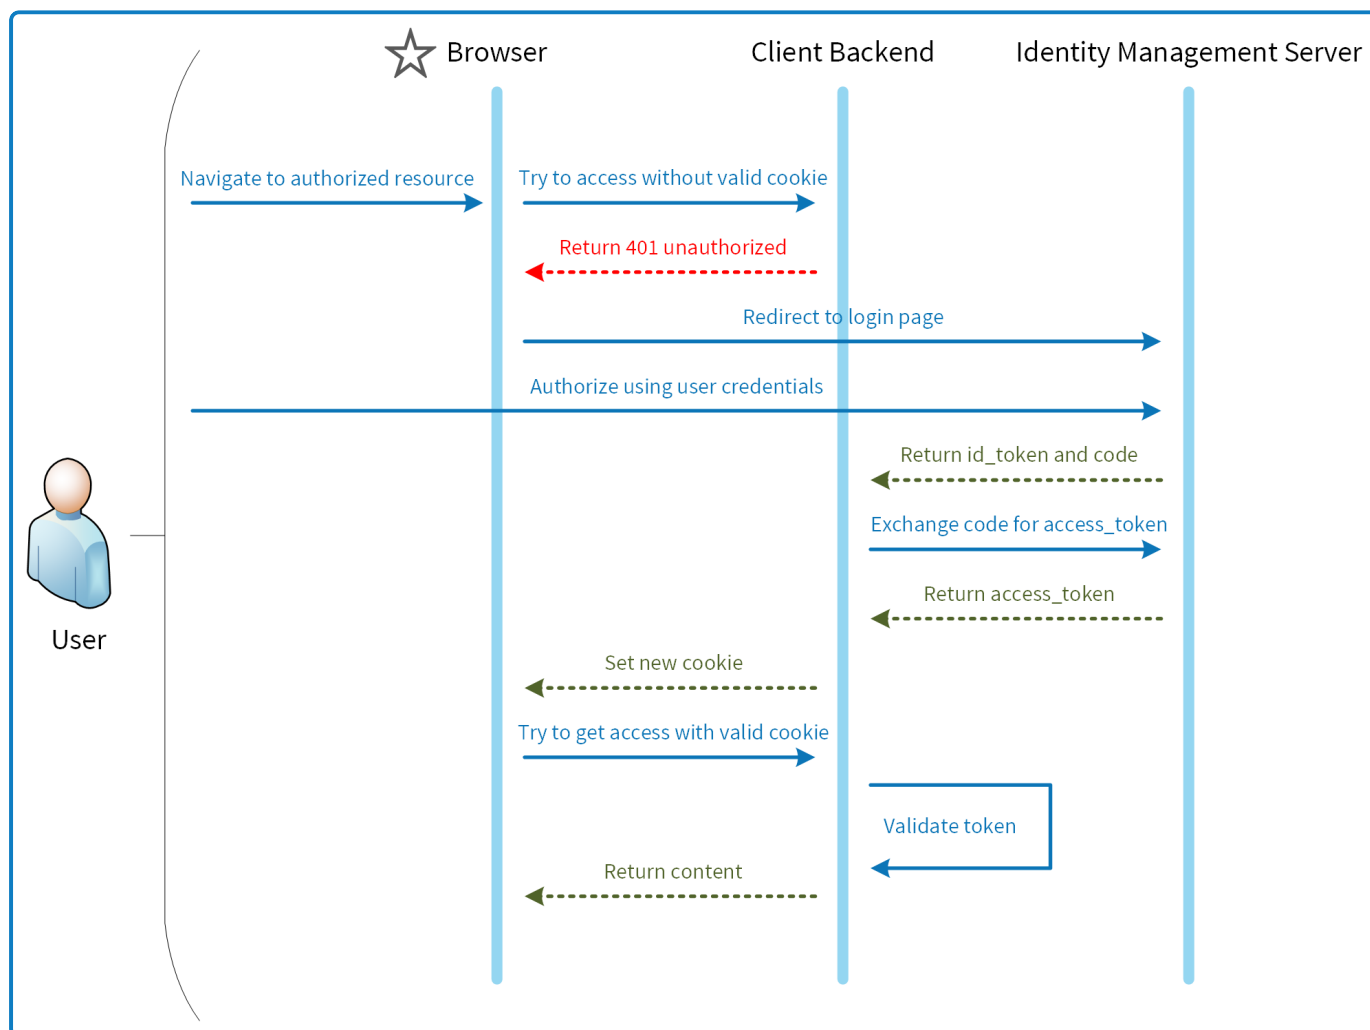 Browser
Client Backend
Identity Management Server
Navigate to authorized resource
Try to access without valid cookie
Return 401 unauthorized
Redirect to login page
Authorize using user credentials
Return id_token and code
Exchange code for access_token
Return access_token
User
Set new cookie
Try to get access with valid cookie
Validate token
Return content